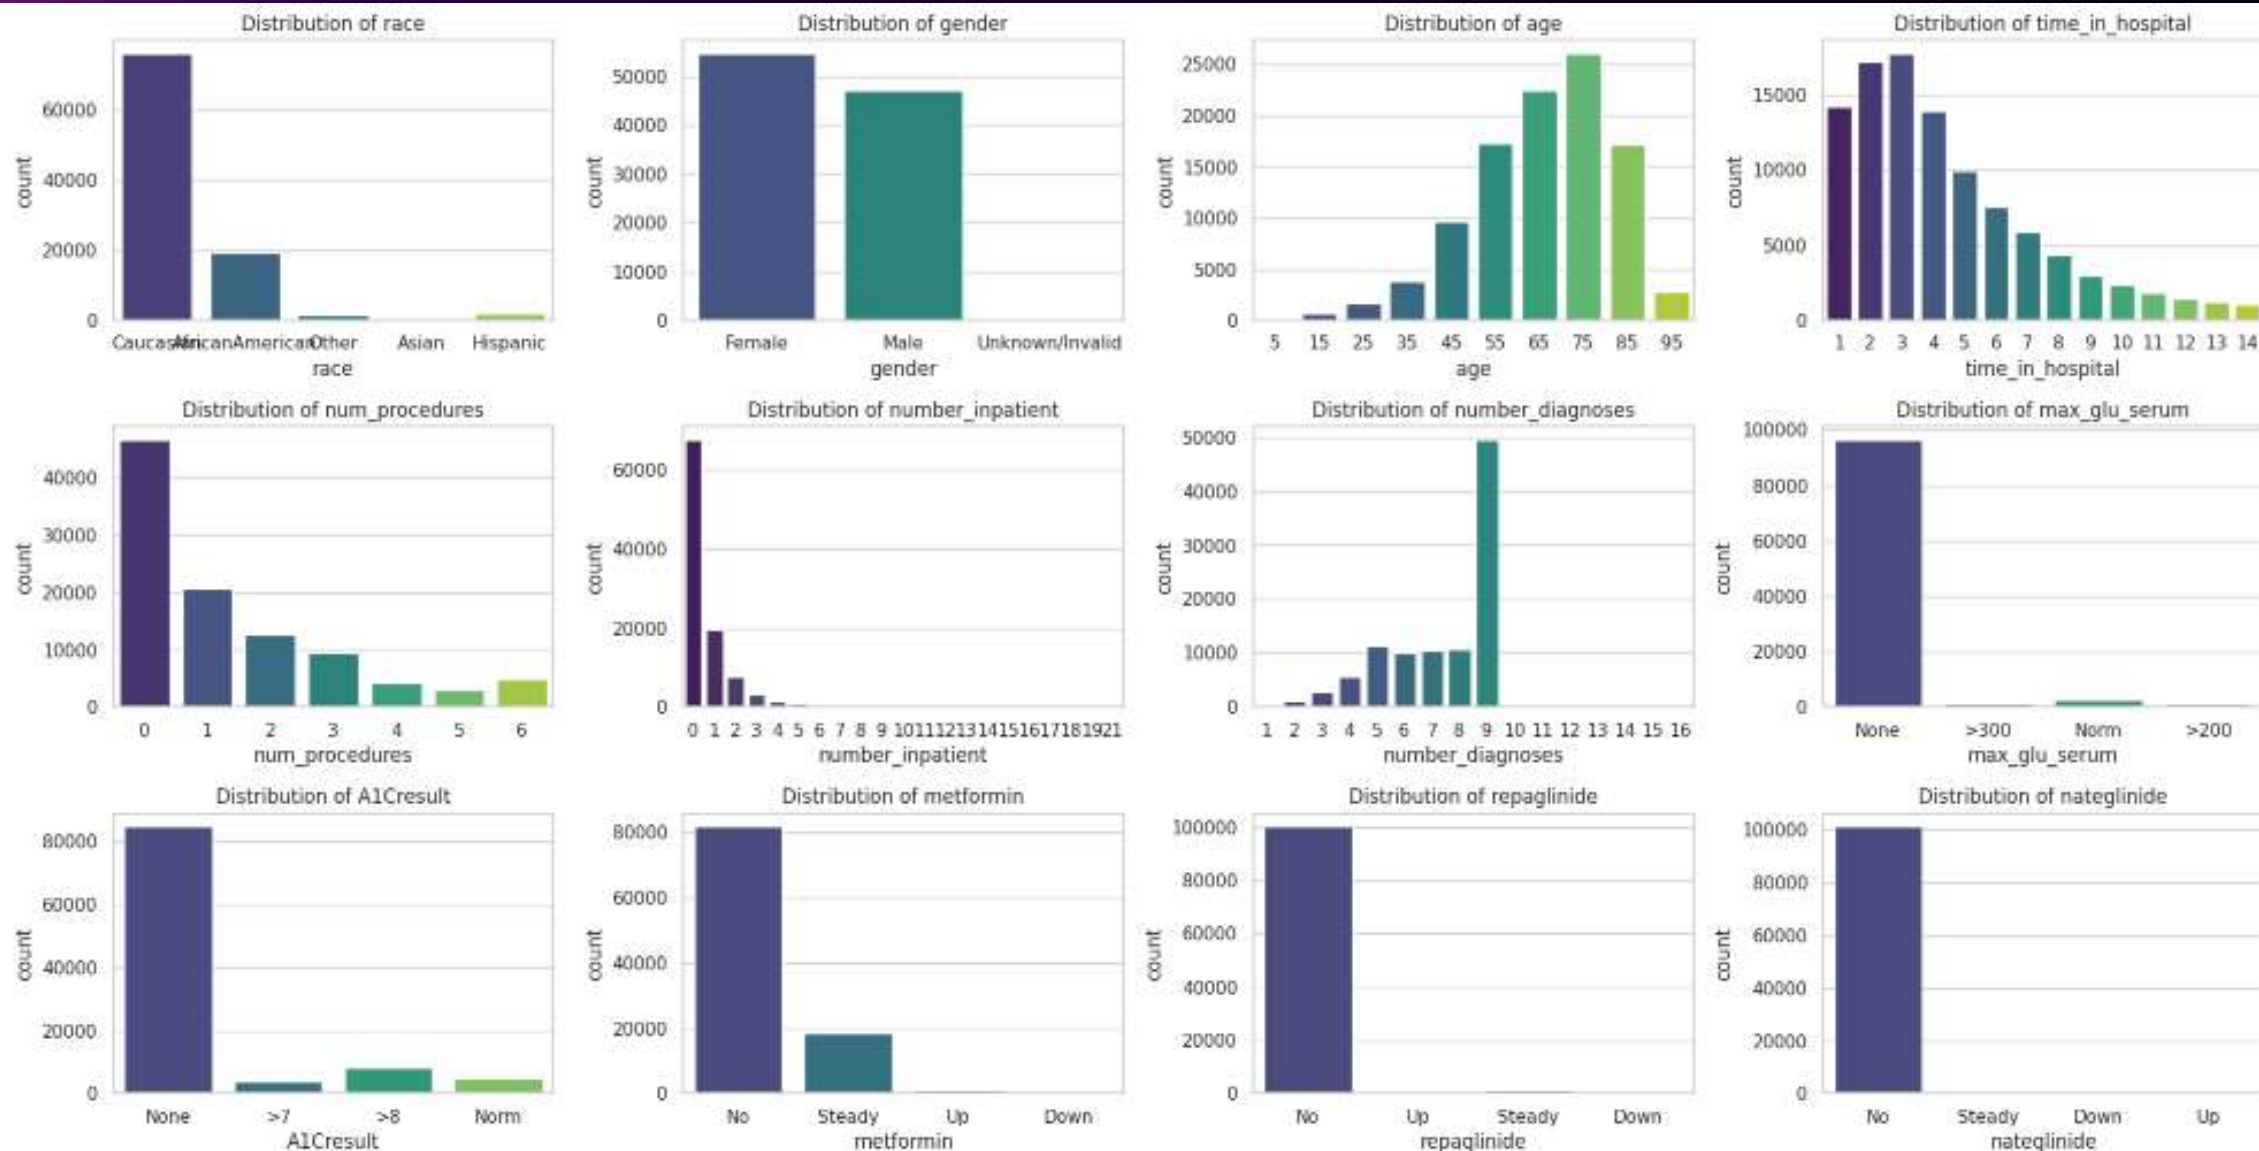 Distribution of race
60000
40000
20000
0
count
Caucasian AfricanAmerican Other Asian Hispanic
race
Distribution of gender
50000
40000
30000
20000
10000
0
count
Female Male Unknown/Invalid
gender
Distribution of age
25000
20000
15000
10000
5000
0
count
5 15 25 35 45 55 65 75 85 95
age
Distribution of time_in_hospital
15000
10000
5000
0
count
1 2 3 4 5 6 7 8 9 10 11 12 13 14
time_in_hospital
Distribution of num_procedures
40000
30000
20000
10000
0
count
0 1 2 3 4 5 6
num_procedures
Distribution of number_inpatient
60000
40000
20000
0
count
0 1 2 3 4 5 6 7 8 9 10 11 12 13 14 15 16 17 18 19 21
number_inpatient
Distribution of number_diagnoses
50000
40000
30000
20000
10000
0
count
1 2 3 4 5 6 7 8 9 10 11 12 13 14 15 16
number_diagnoses
Distribution of max_glu_serum
100000
80000
60000
40000
20000
0
count
None >300 Norm >200
max_glu_serum
Distribution of A1Cresult
80000
60000
40000
20000
0
count
None >7 >8 Norm
A1Cresult
Distribution of metformin
80000
60000
40000
20000
0
count
No Steady Up Down
metformin
Distribution of repaglinide
100000
80000
60000
40000
20000
0
count
No Up Steady Down
repaglinide
Distribution of nateglinide
100000
80000
60000
40000
20000
0
count
No Steady Down Up
nateglinide